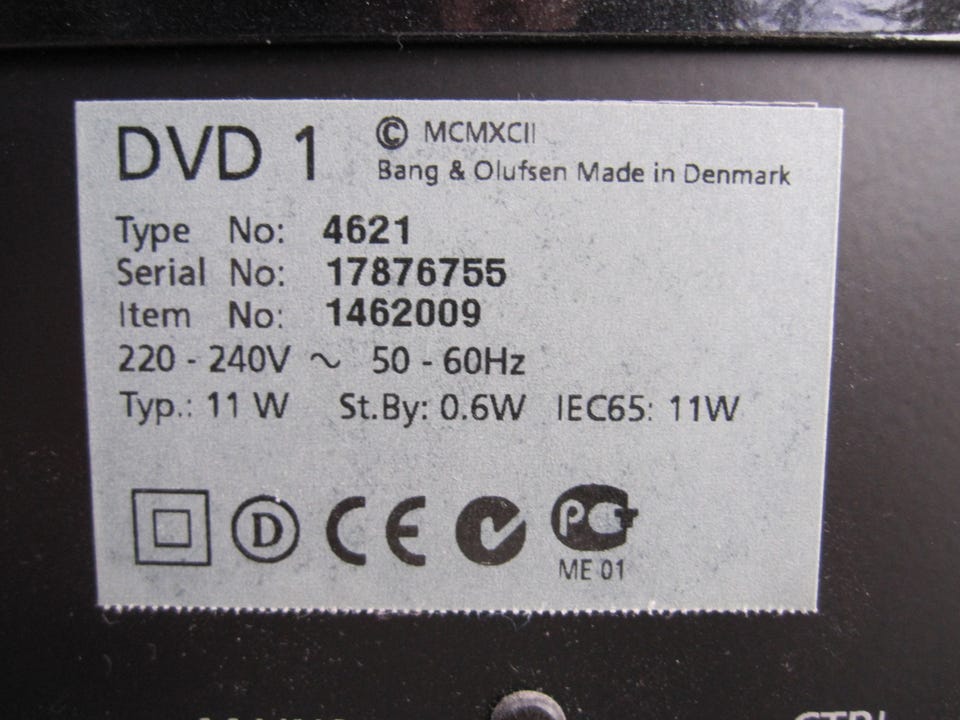 DVD 1
© MCMXCII
Bang & Olufsen Made in Denmark
Type No: 4621
Serial No: 17876755
Item No: 1462009
220 - 240V ~ 50 - 60Hz
Typ.: 11 W St.By: 0.6W IEC65: 11W
D CE PG
ME 01